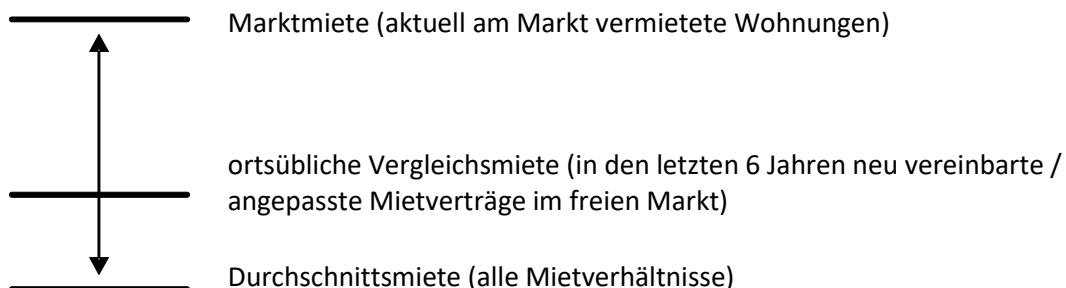 Marktmiete (aktuell am Markt vermietete Wohnungen)
ortsübliche Vergleichsmiete (in den letzten 6 Jahren neu vereinbarte /
angepasste Mietverträge im freien Markt)
Durchschnittsmiete (alle Mietverhältnisse)